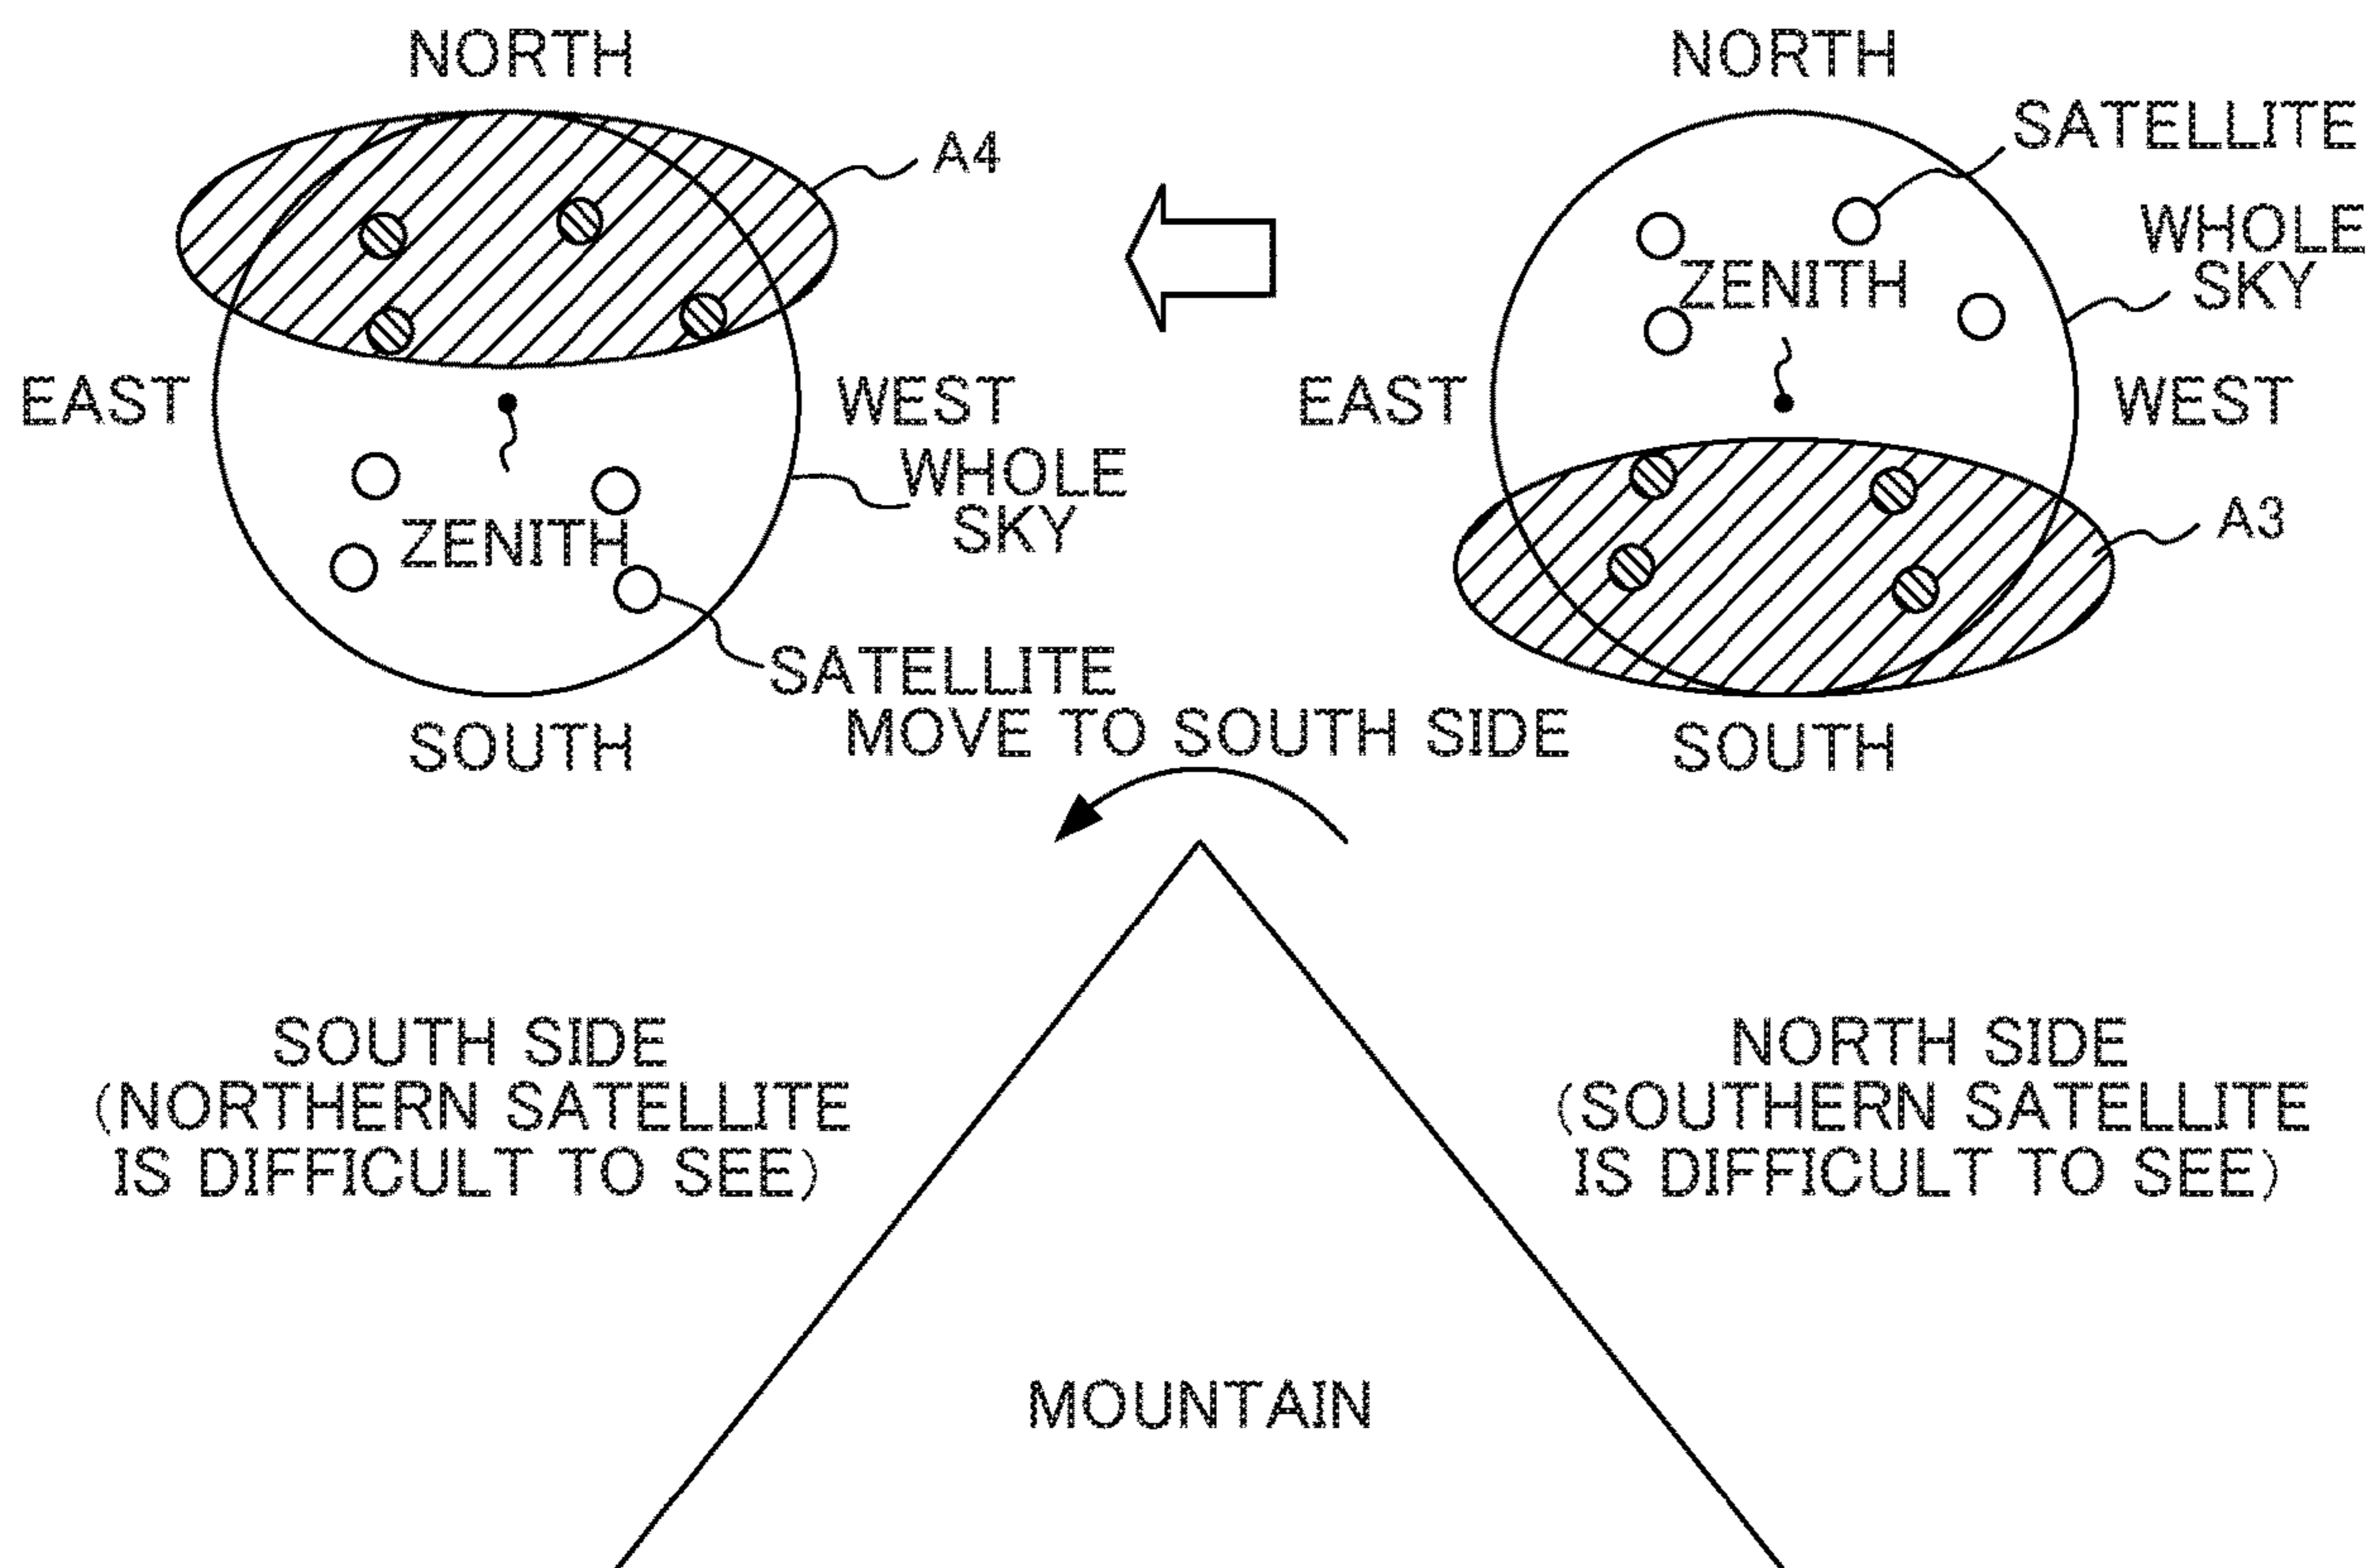 NORTH
A4
EAST
WEST
WHOLE
SKY
ZENITH
SATELLITE
SOUTH
NORTH
SATELLITE
WHOLE
SKY
ZENITH
EAST
WEST
A3
SOUTH
MOVE TO SOUTH SIDE
SOUTH SIDE
(NORTHERN SATELLITE
IS DIFFICULT TO SEE)
NORTH SIDE
(SOUTHERN SATELLITE
IS DIFFICULT TO SEE)
MOUNTAIN